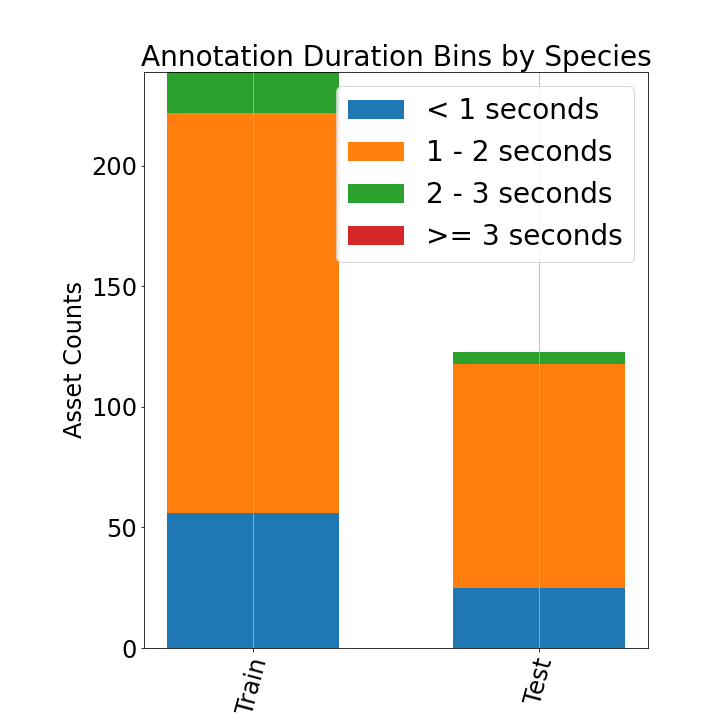 Annotation Duration Bins by Species
< 1 seconds
1 - 2 seconds
2 - 3 seconds
>= 3 seconds
Asset Counts
200
150
100
50
0
Train
Test